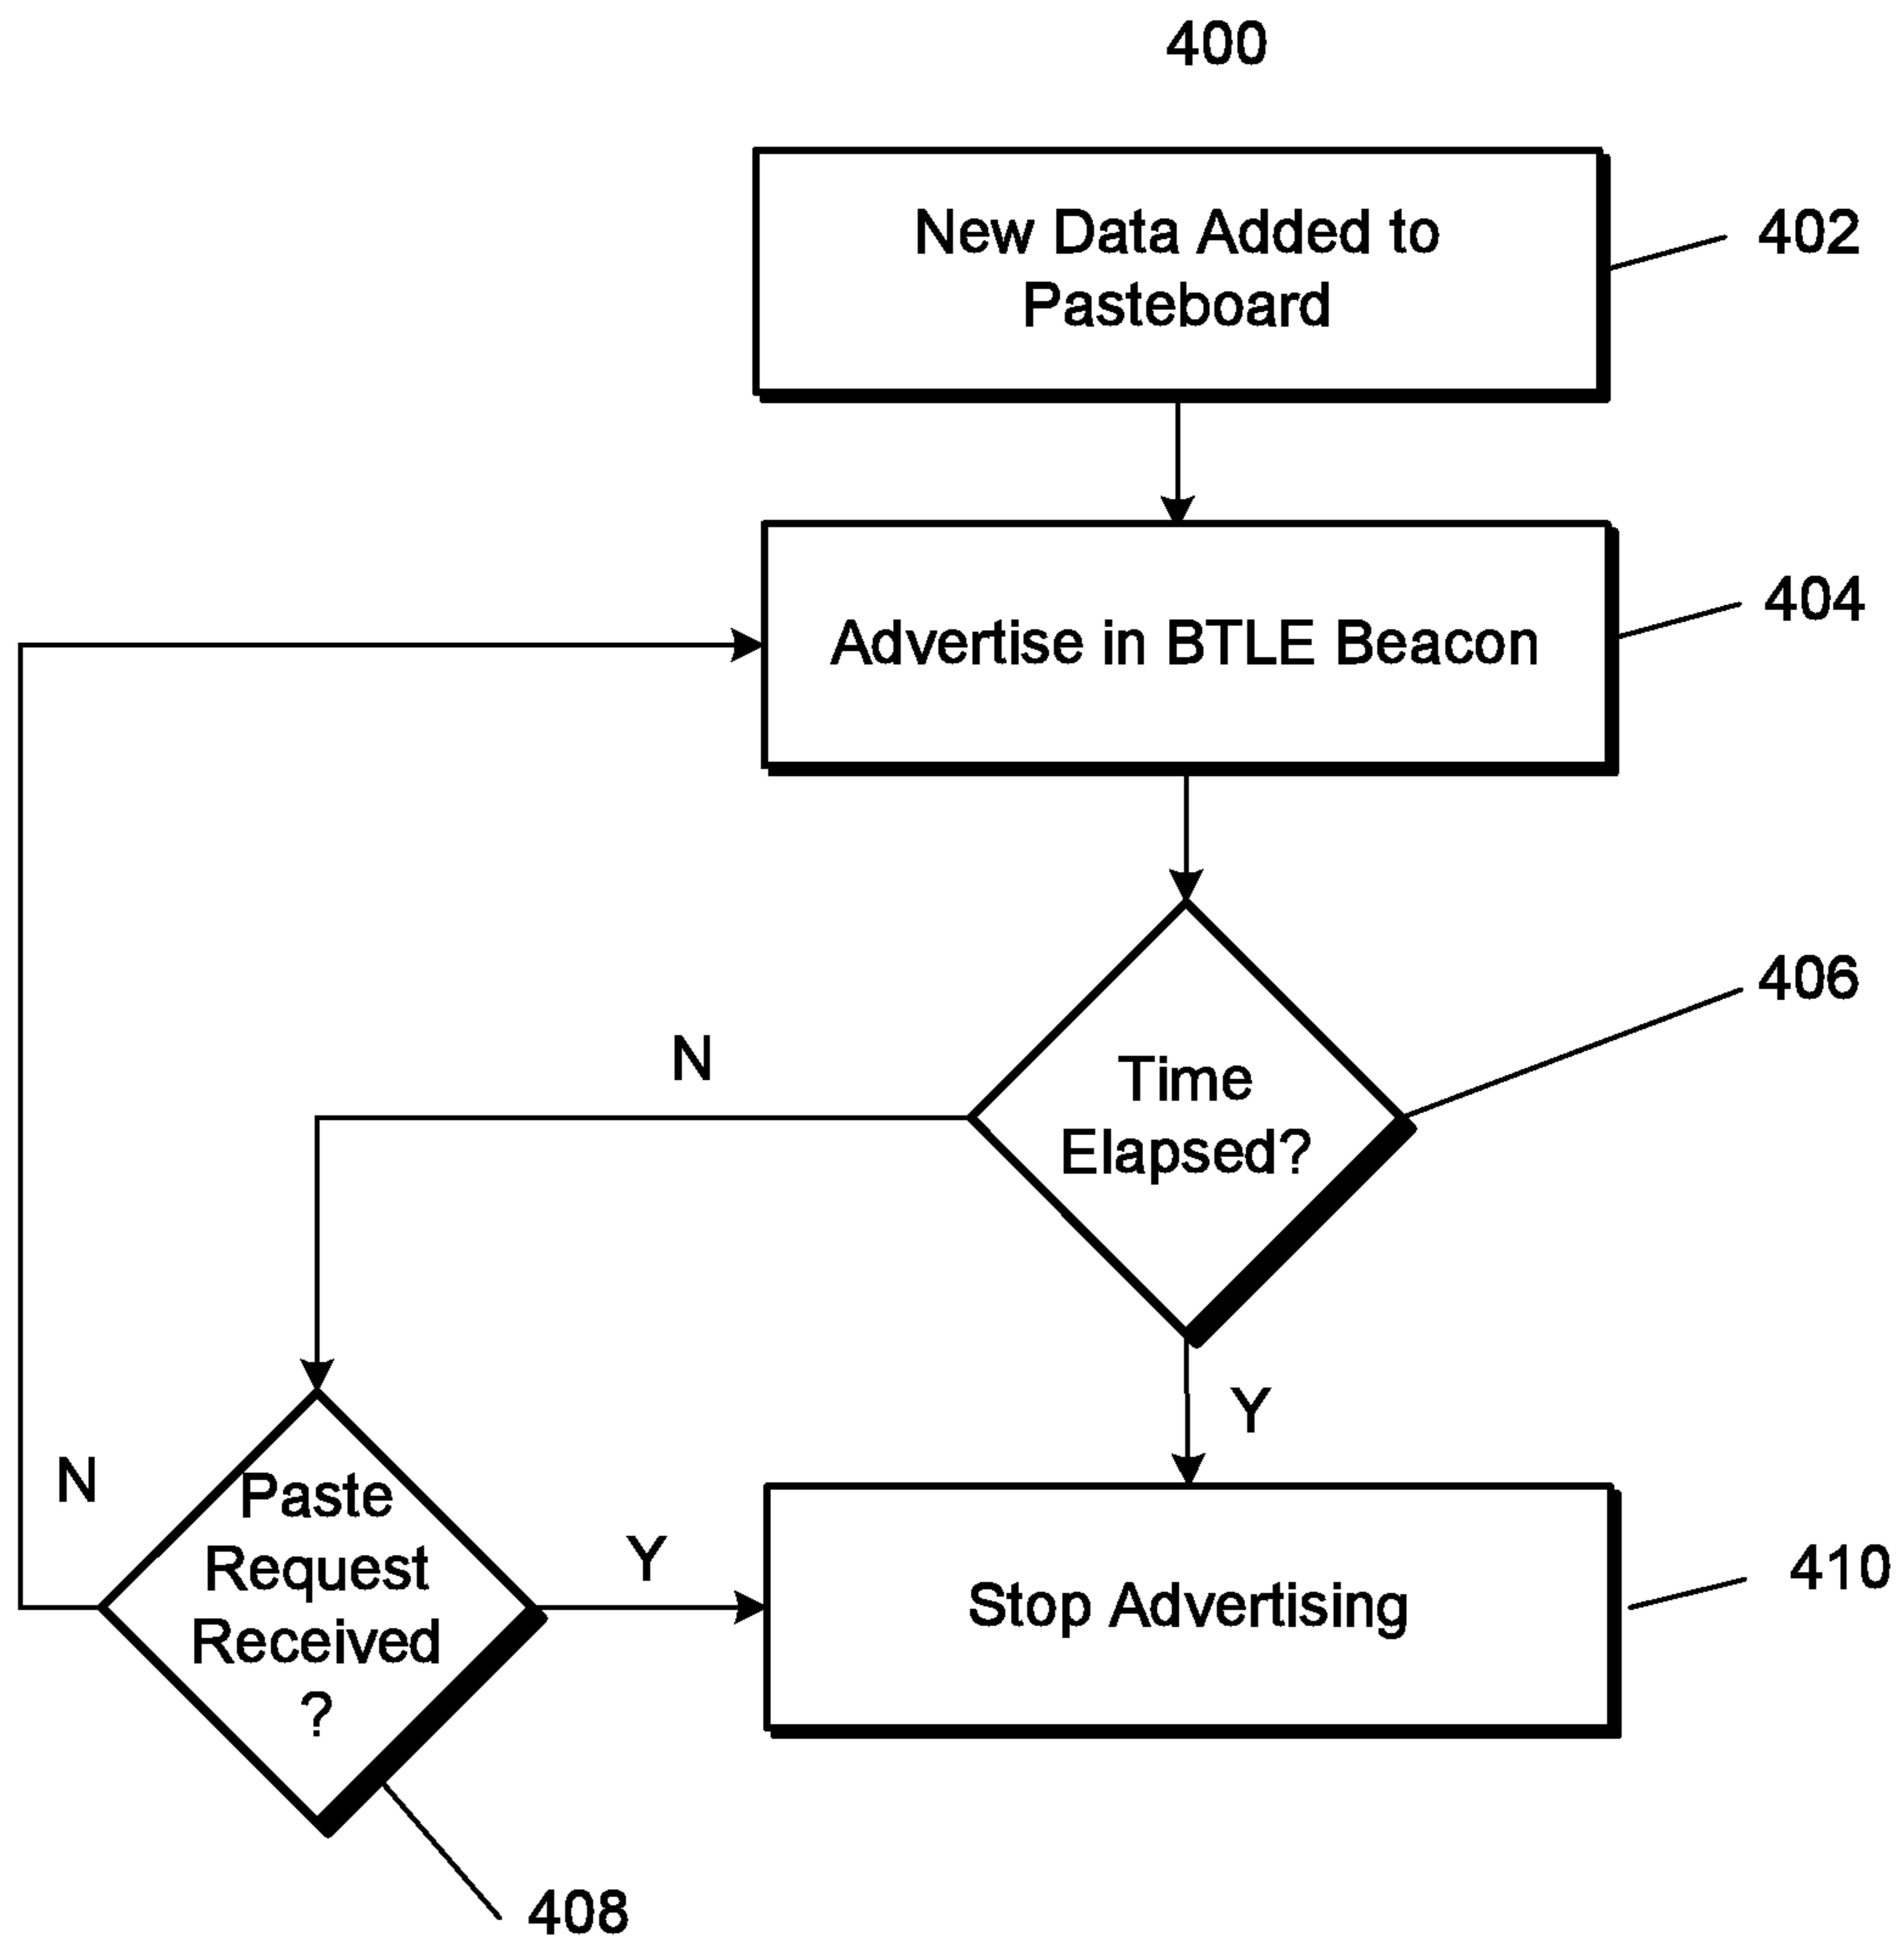 400
New Data Added to
Pasteboard
402
Advertise in BTLE Beacon
404
406
N
Time
Elapsed?
Y
N
Paste
Request
Received
?
Y
Stop Advertising
410
408